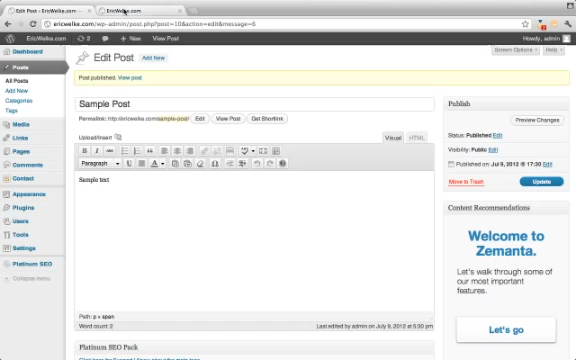 Edit Post ‹ EricWelke.com —
EricWelke.com
ericwelke.com/wp-admin/post.php?post=10&action=edit&message=6
EricWelke.com
2
New
View Post
Howdy, admin
Dashboard
Edit Post
Add New
Screen Options
Help
Posts
Post published. View post
All Posts
Add New
Categories
Tags
Sample Post
Publish
Permalink: http://ericwelke.com/sample-post/
Edit
View Post
Get Shortlink
Preview Changes
Media
Links
Pages
Comments
Contact
Upload/Insert
Visual
HTML
Status: Published Edit
Visibility: Public Edit
Published on: Jul 9, 2012 @ 17:30 Edit
Paragraph
Move to Trash
Update
Sample text
Appearance
Plugins
Users
Tools
Settings
Content Recommendations
Welcome to
Zemanta.
Platinum SEO
Collapse menu
Let's walk through some of
our most important
features.
Let's go
Path: p » span
Word count: 2
Last edited by admin on July 9, 2012 at 5:30 pm
Platinum SEO Pack